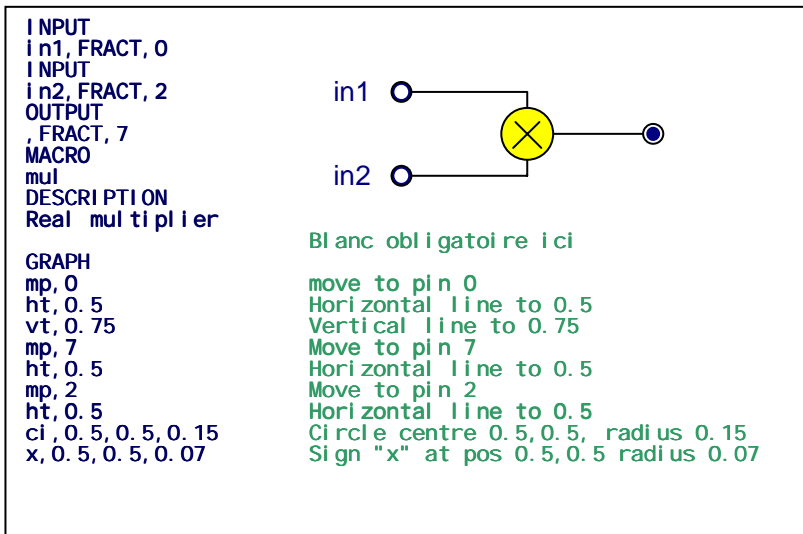 INPUT
in1,FRACT,0
INPUT
in2,FRACT,2
OUTPUT
,FRACT,7
MACRO
mul
DESCRIPTION
Real multiplier
GRAPH
mp,0
ht,0.5
vt,0.75
mp,7
ht,0.5
mp,2
ht,0.5
ci,0.5,0.5,0.15
x,0.5,0.5,0.07
in1
in2
Blanc obligatoire ici
move to pin 0
Horizontal line to 0.5
Vertical line to 0.75
Move to pin 7
Horizontal line to 0.5
Move to pin 2
Horizontal line to 0.5
Circle centre 0.5,0.5, radius 0.15
Sign "x" at pos 0.5,0.5 radius 0.07